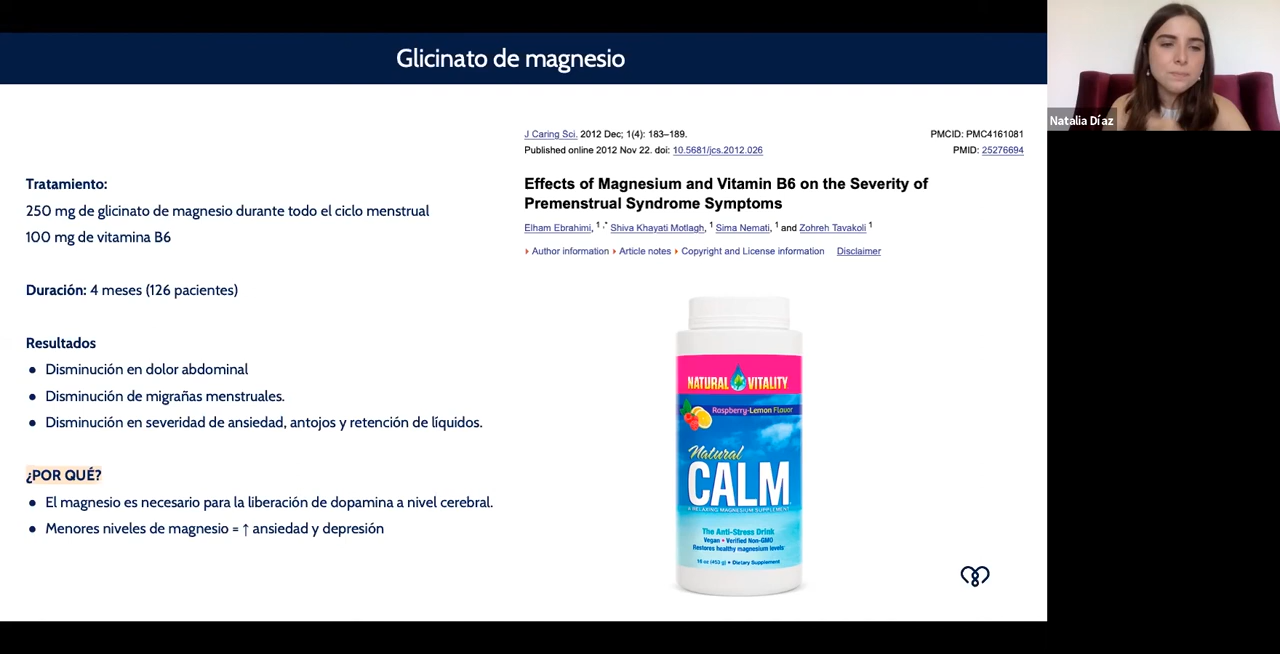 Glicinato de magnesio
Natalia Díaz
J Caring Sci. 2012 Dec; 1(4): 183–189.
PMCID: PMC4161081
Published online 2012 Nov 22. doi: 10.5681/jcs.2012.026
PMID: 25276694
Effects of Magnesium and Vitamin B6 on the Severity of
Premenstrual Syndrome Symptoms
Elham Ebrahimi, 1,* Shiva Khayati Motlagh, 1 Sima Nemati, 1 and Zohreh Tavakoli 1
Author information Article notes Copyright and License information Disclaimer
Tratamiento:
250 mg de glicinato de magnesio durante todo el ciclo menstrual
100 mg de vitamina B6
Duración: 4 meses (126 pacientes)
Resultados
● Disminución en dolor abdominal
● Disminución de migrañas menstruales.
● Disminución en severidad de ansiedad, antojos y retención de líquidos.
¿POR QUÉ?
● El magnesio es necesario para la liberación de dopamina a nivel cerebral.
● Menores niveles de magnesio = ↑ ansiedad y depresión
NATURAL VITALITY
Raspberry-Lemon Flavor
Natural
CALM
A RELAXING MAGNESIUM SUPPLEMENT
The Anti-Stress Drink
Vegan • Verified Non-GMO
Restores healthy magnesium levels
16 oz (453 g) • Dietary Supplement